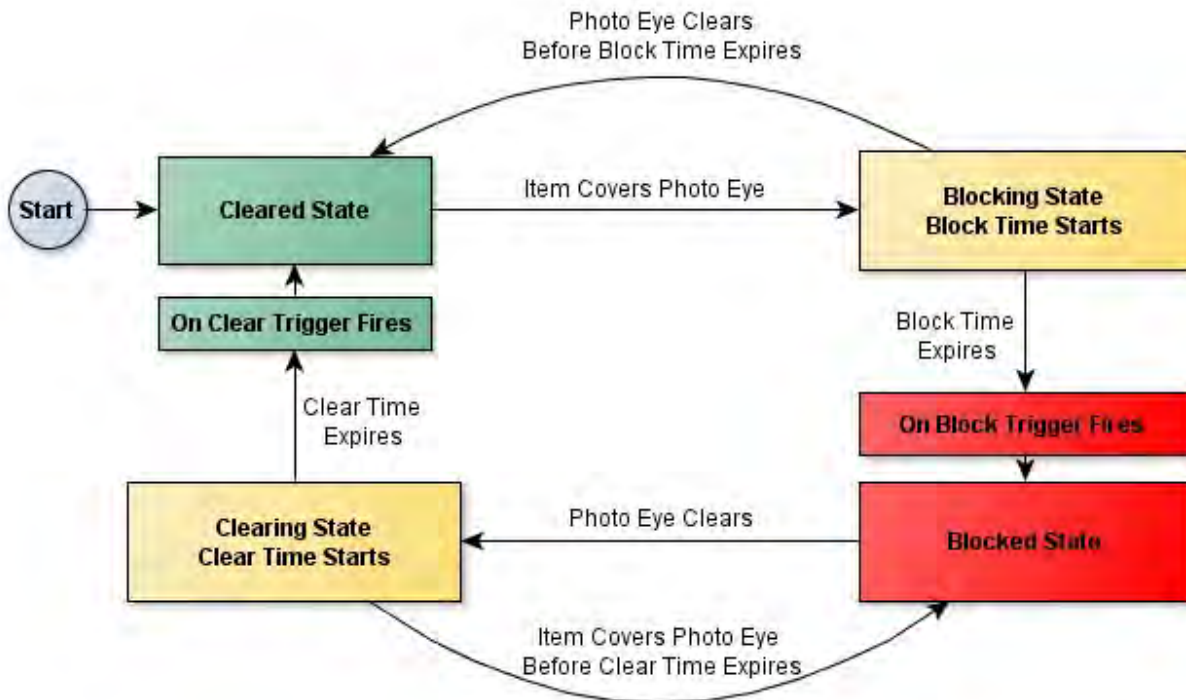 Photo Eye Clears
Before Block Time Expires
Start
Cleared State
Item Covers Photo Eye
Blocking State
Block Time Starts
On Clear Trigger Fires
Block Time
Expires
Clear Time
Expires
On Block Trigger Fires
Clearing State
Clear Time Starts
Photo Eye Clears
Blocked State
Item Covers Photo Eye
Before Clear Time Expires